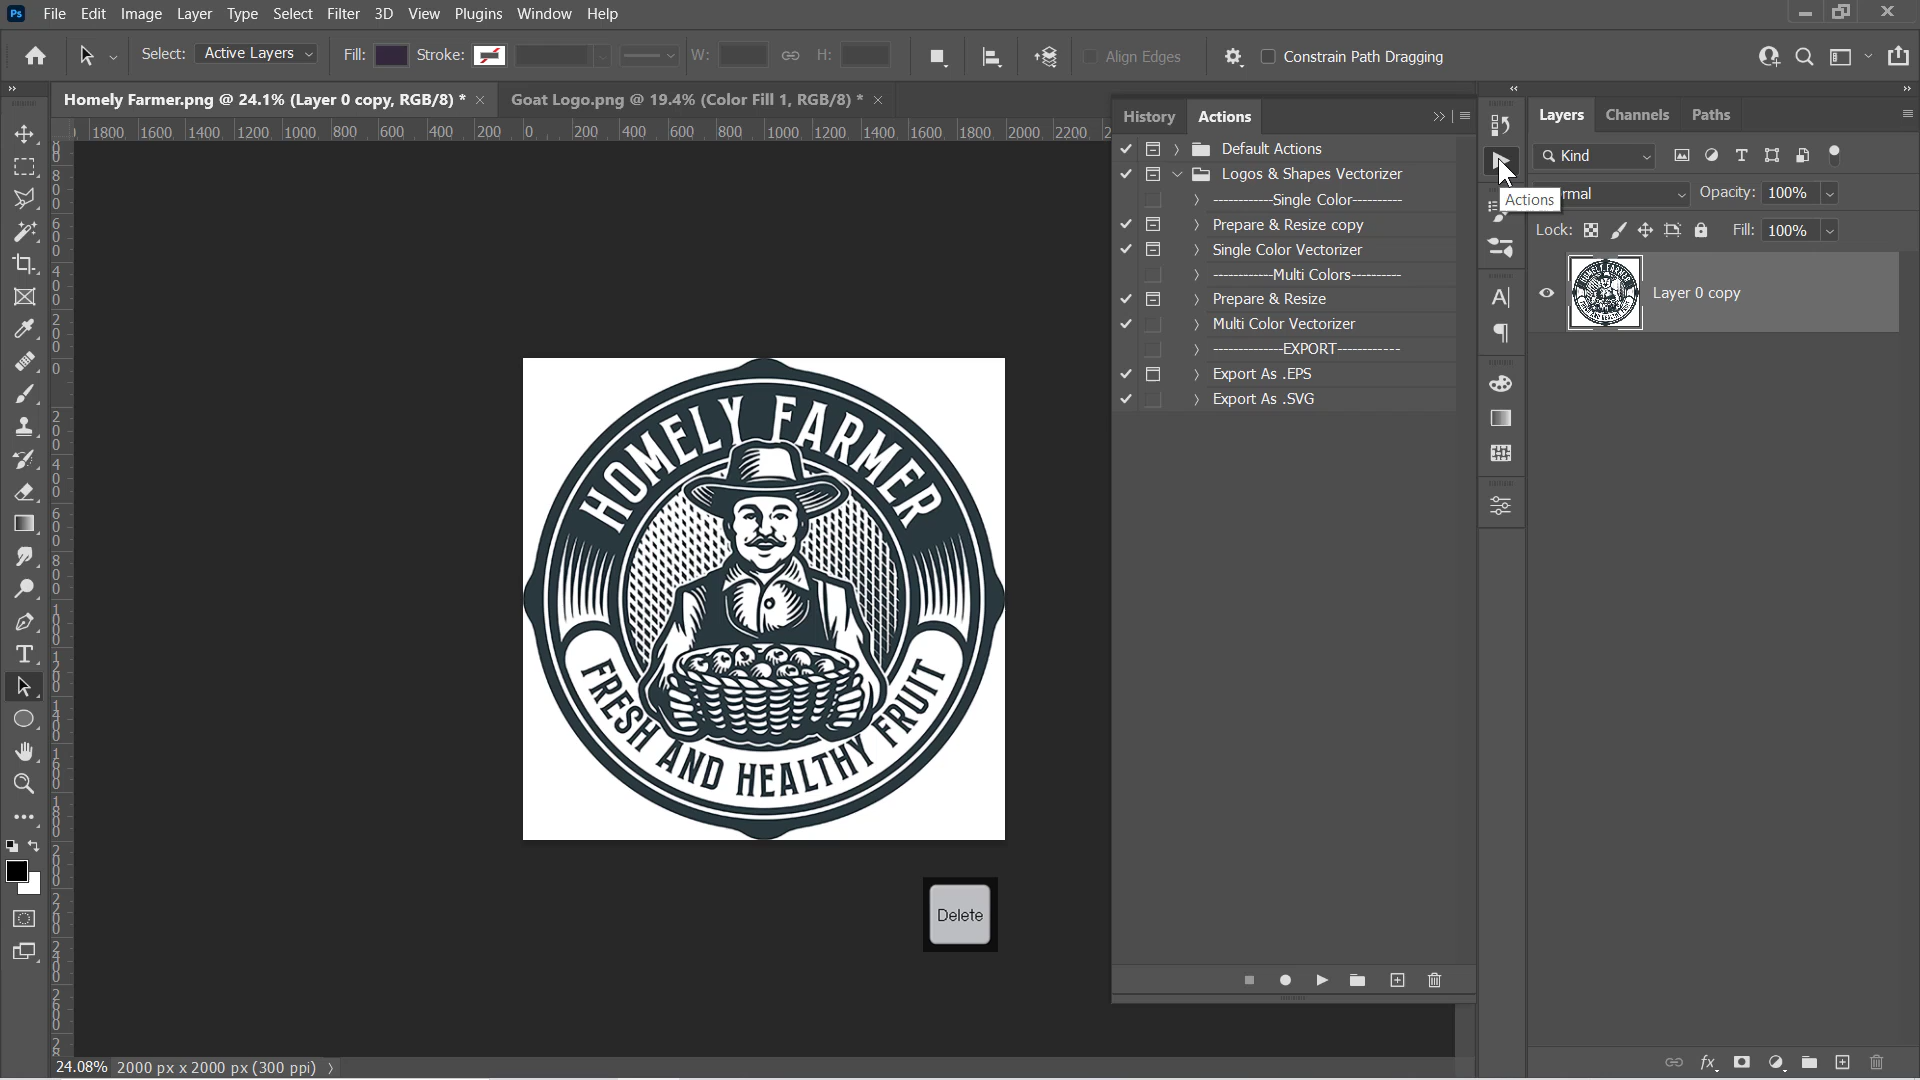 Ps File Edit Image Layer Type Select Filter 3D View Plugins Window Help
Select: Active Layers Fill: Stroke: W: H: Align Edges Constrain Path Dragging
Homely Farmer.png @ 24.1% (Layer 0 copy, RGB/8) *
Goat Logo.png @ 19.4% (Color Fill 1, RGB/8) *
1800 1600 1400 1200 1000 800 600 400 200 0 200 400 600 800 1000 1200 1400 1600 1800 2000 2200
History Actions
Default Actions
Logos & Shapes Vectorizer
------------Single Color----------
Prepare & Resize copy
Single Color Vectorizer
------------Multi Colors----------
Prepare & Resize
Multi Color Vectorizer
--------------EXPORT------------
Export As .EPS
Export As .SVG
Actions
Layers Channels Paths
Kind
Opacity: 100%
Lock: Fill: 100%
Layer 0 copy
HOMELY FARMER
FRESH AND HEALTHY FRUIT
Delete
24.08% 2000 px x 2000 px (300 ppi)